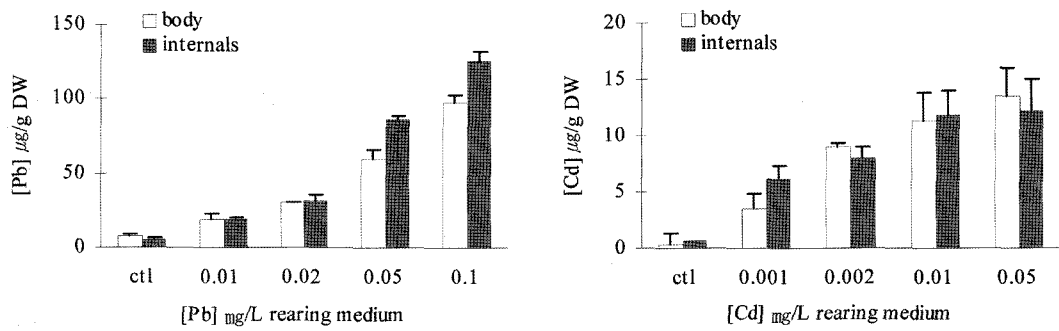 150
100
50
0
[Pb] μg/g DW
body
internals
ctl 0.01 0.02 0.05 0.1
[Pb] mg/L rearing medium
20
15
10
5
0
[Cd] μg/g DW
body
internals
ctl 0.001 0.002 0.01 0.05
[Cd] mg/L rearing medium